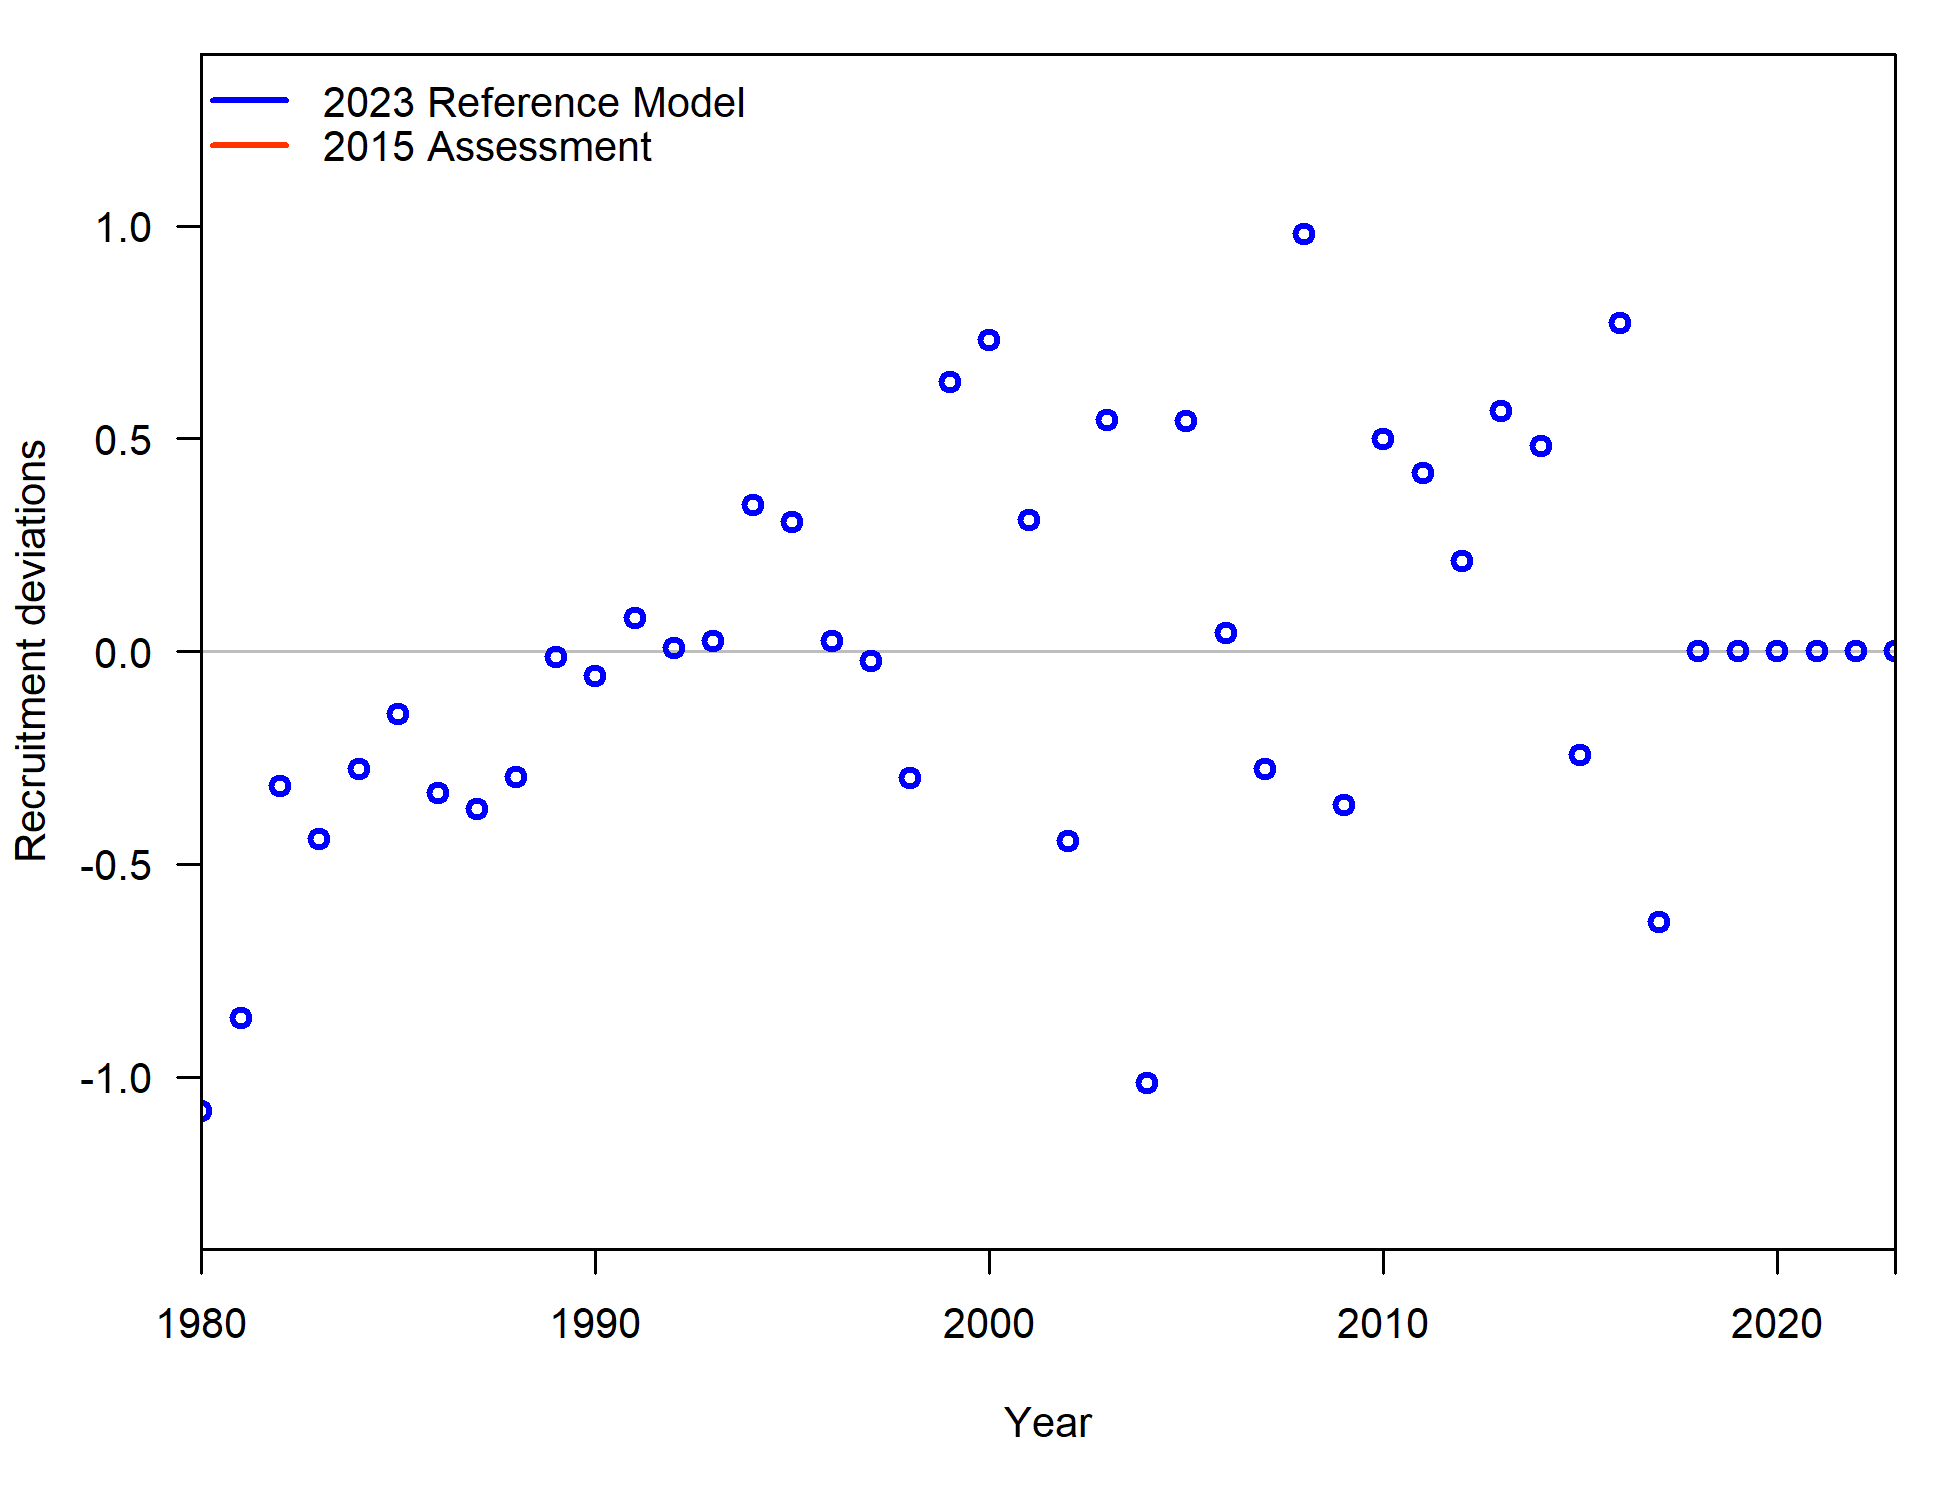 2023 Reference Model
2015 Assessment
1.0
0.5
0.0
-0.5
-1.0
Recruitment deviations
1980 1990 2000 2010 2020
Year